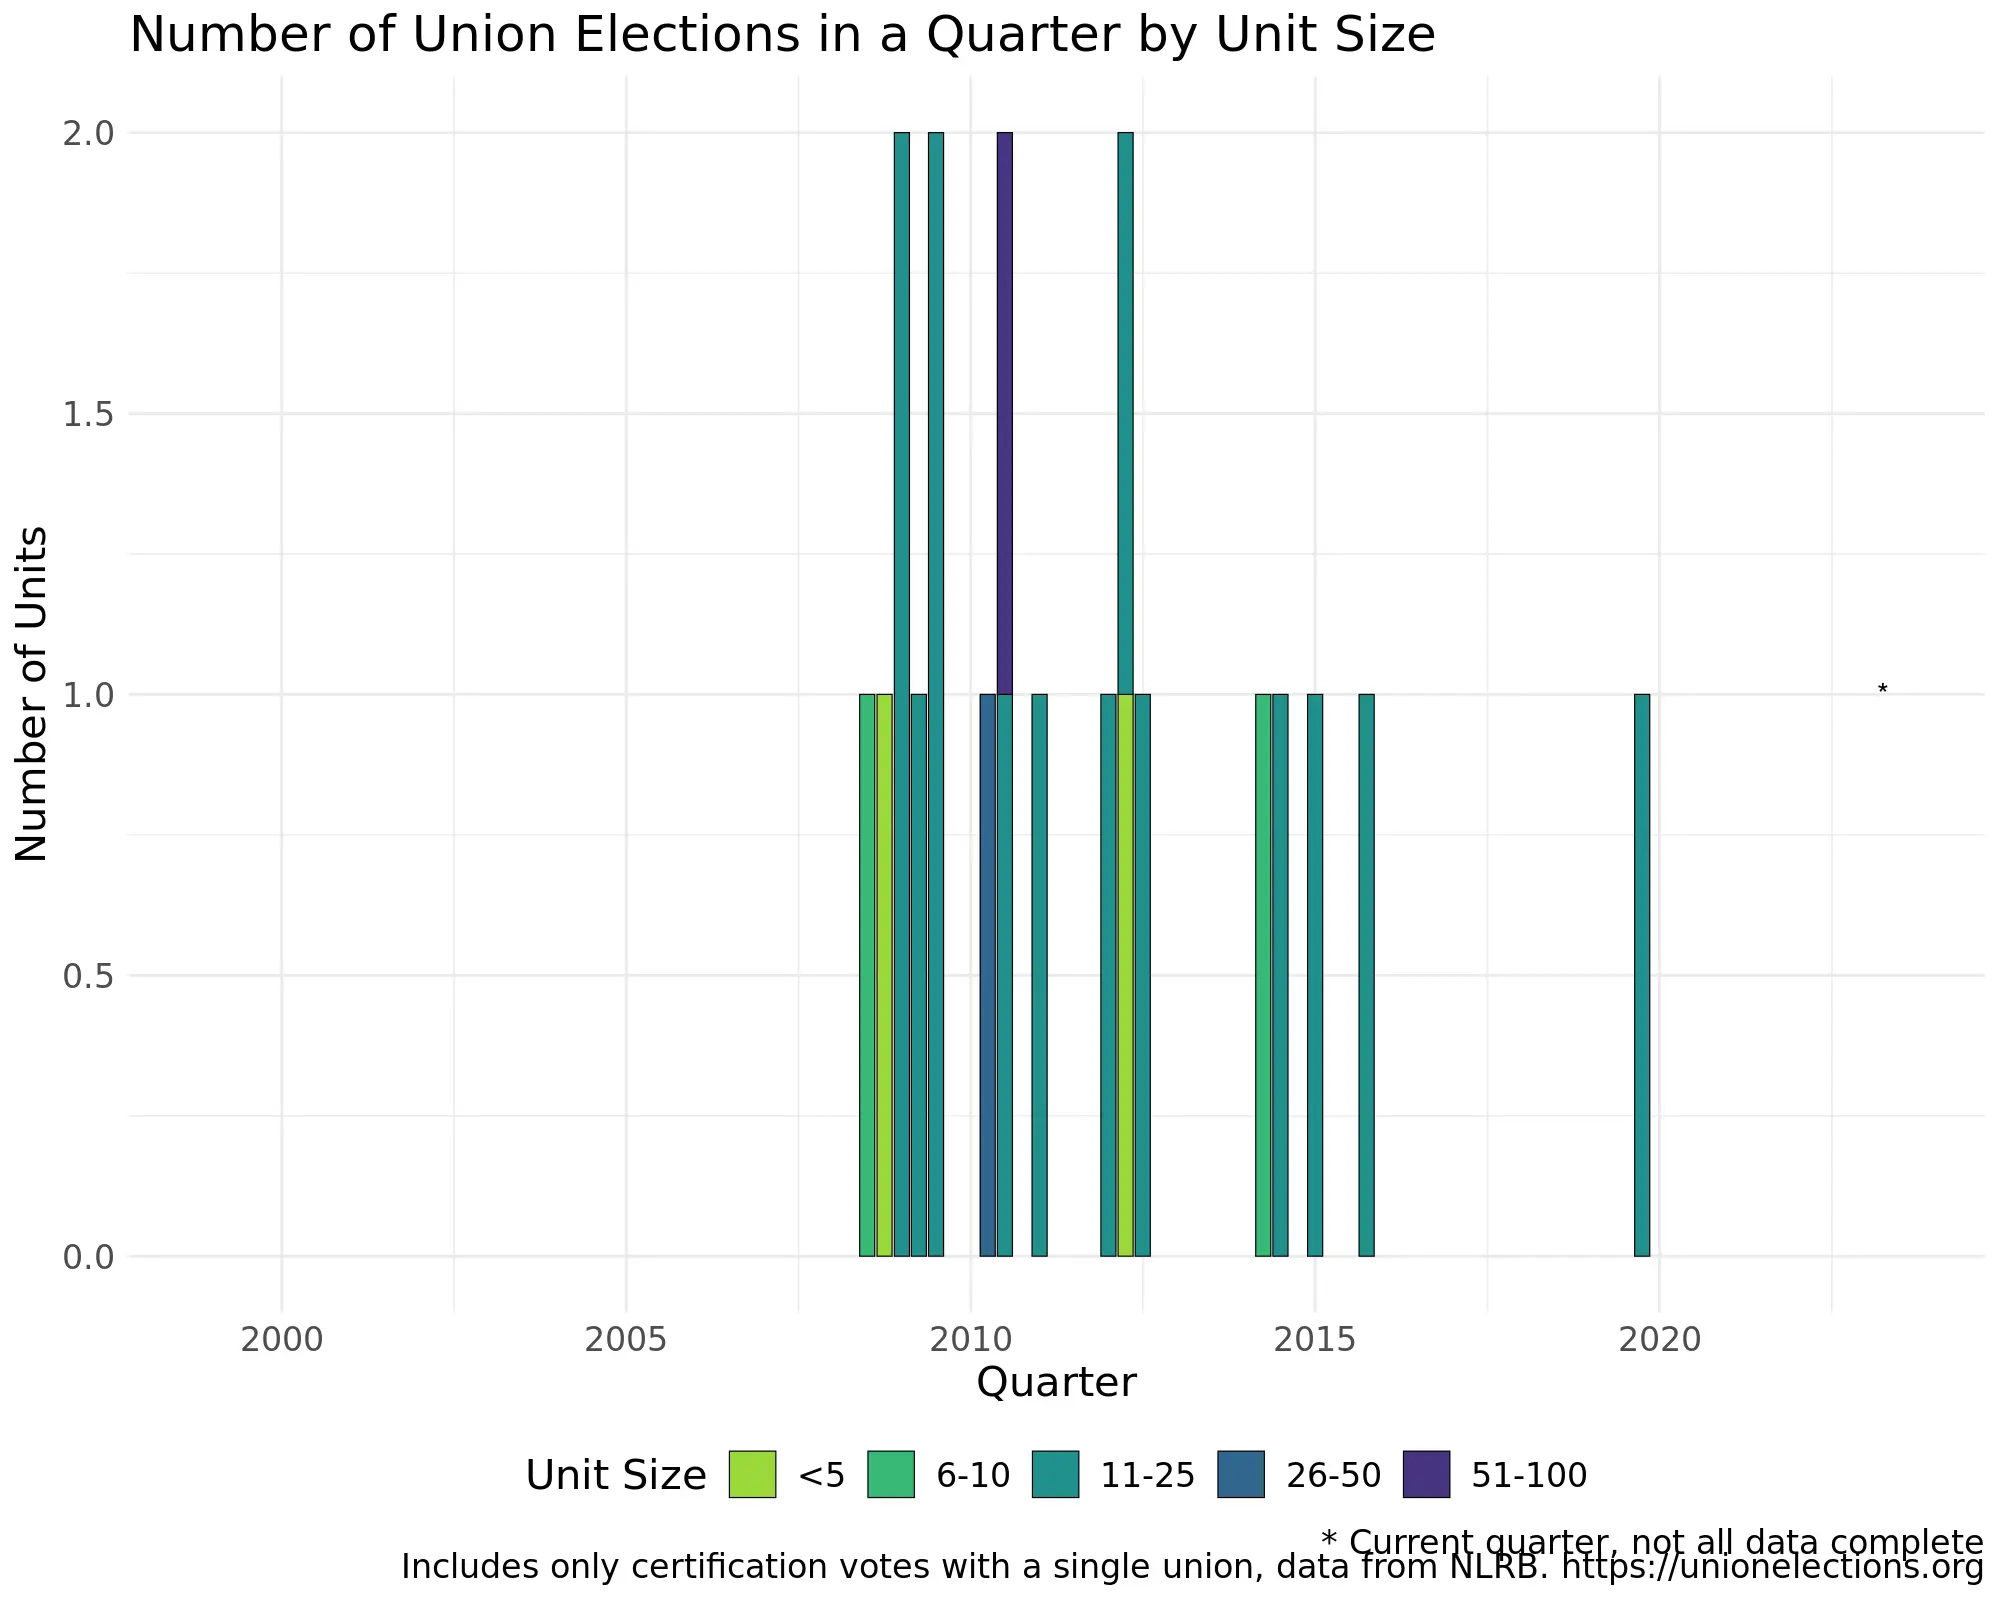 Number of Union Elections in a Quarter by Unit Size
2.0
1.5
1.0
0.5
0.0
Number of Units
*
2000 2005 2010 2015 2020
Quarter
Unit Size <5 6-10 11-25 26-50 51-100
* Current quarter, not all data complete
Includes only certification votes with a single union, data from NLRB. https://unionelections.org